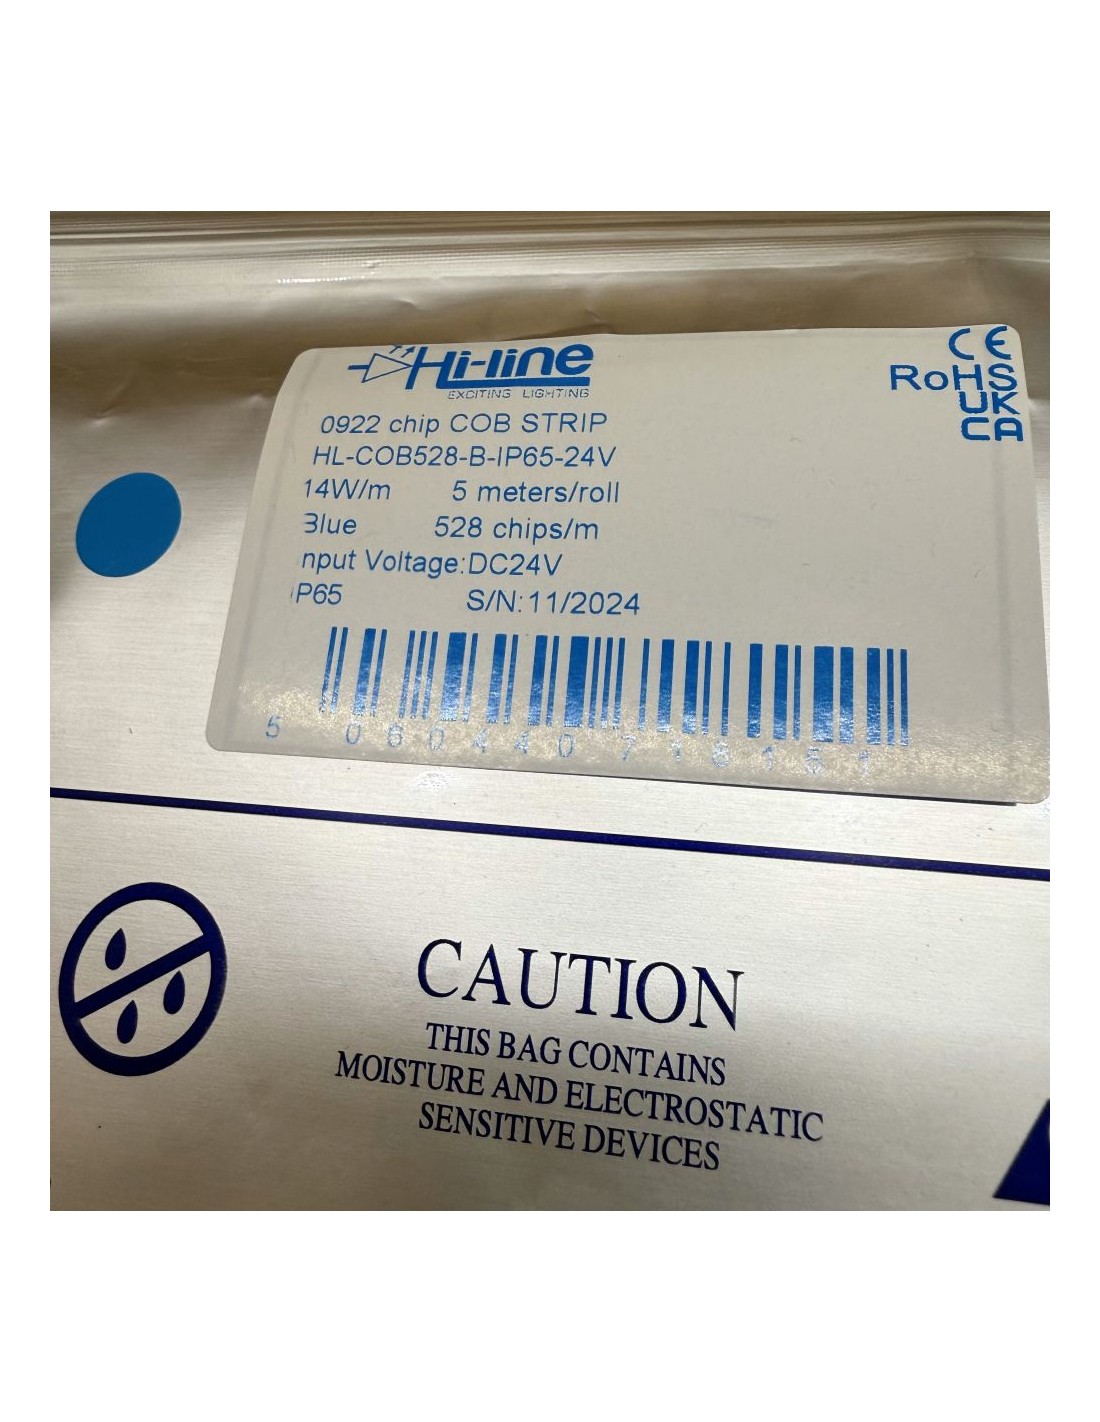 Hi-line
EXCITING LIGHTING
CE
RoHS
UK
CA
0922 chip COB STRIP
HL-COB528-B-IP65-24V
14W/m 5 meters/roll
Blue 528 chips/m
nput Voltage:DC24V
IP65 S/N:11/2024
CAUTION
THIS BAG CONTAINS
MOISTURE AND ELECTROSTATIC
SENSITIVE DEVICES